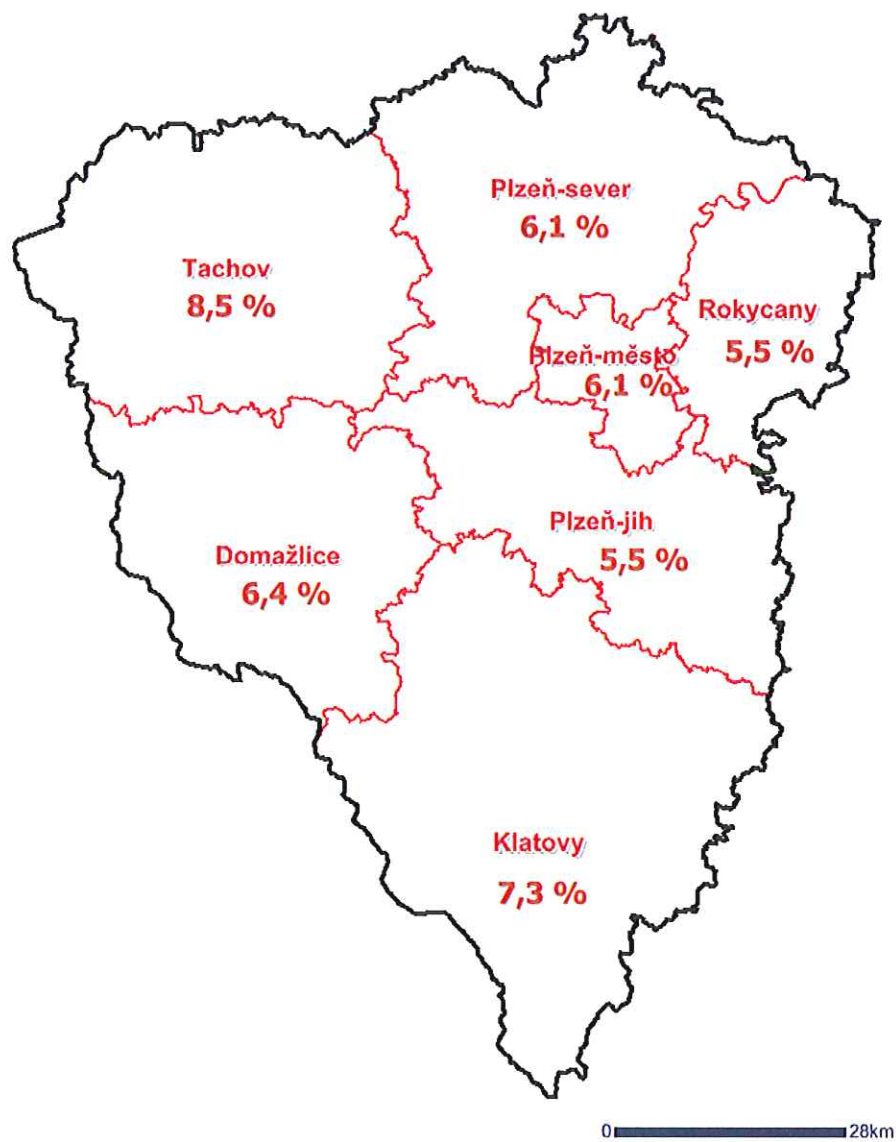 Plzeň-sever
6,1 %
Tachov
8,5 %
Rokycany
5,5 %
Plzeň-město
6,1 %
Plzeň-jih
5,5 %
Domažlice
6,4 %
Klatovy
7,3 %
0 28km